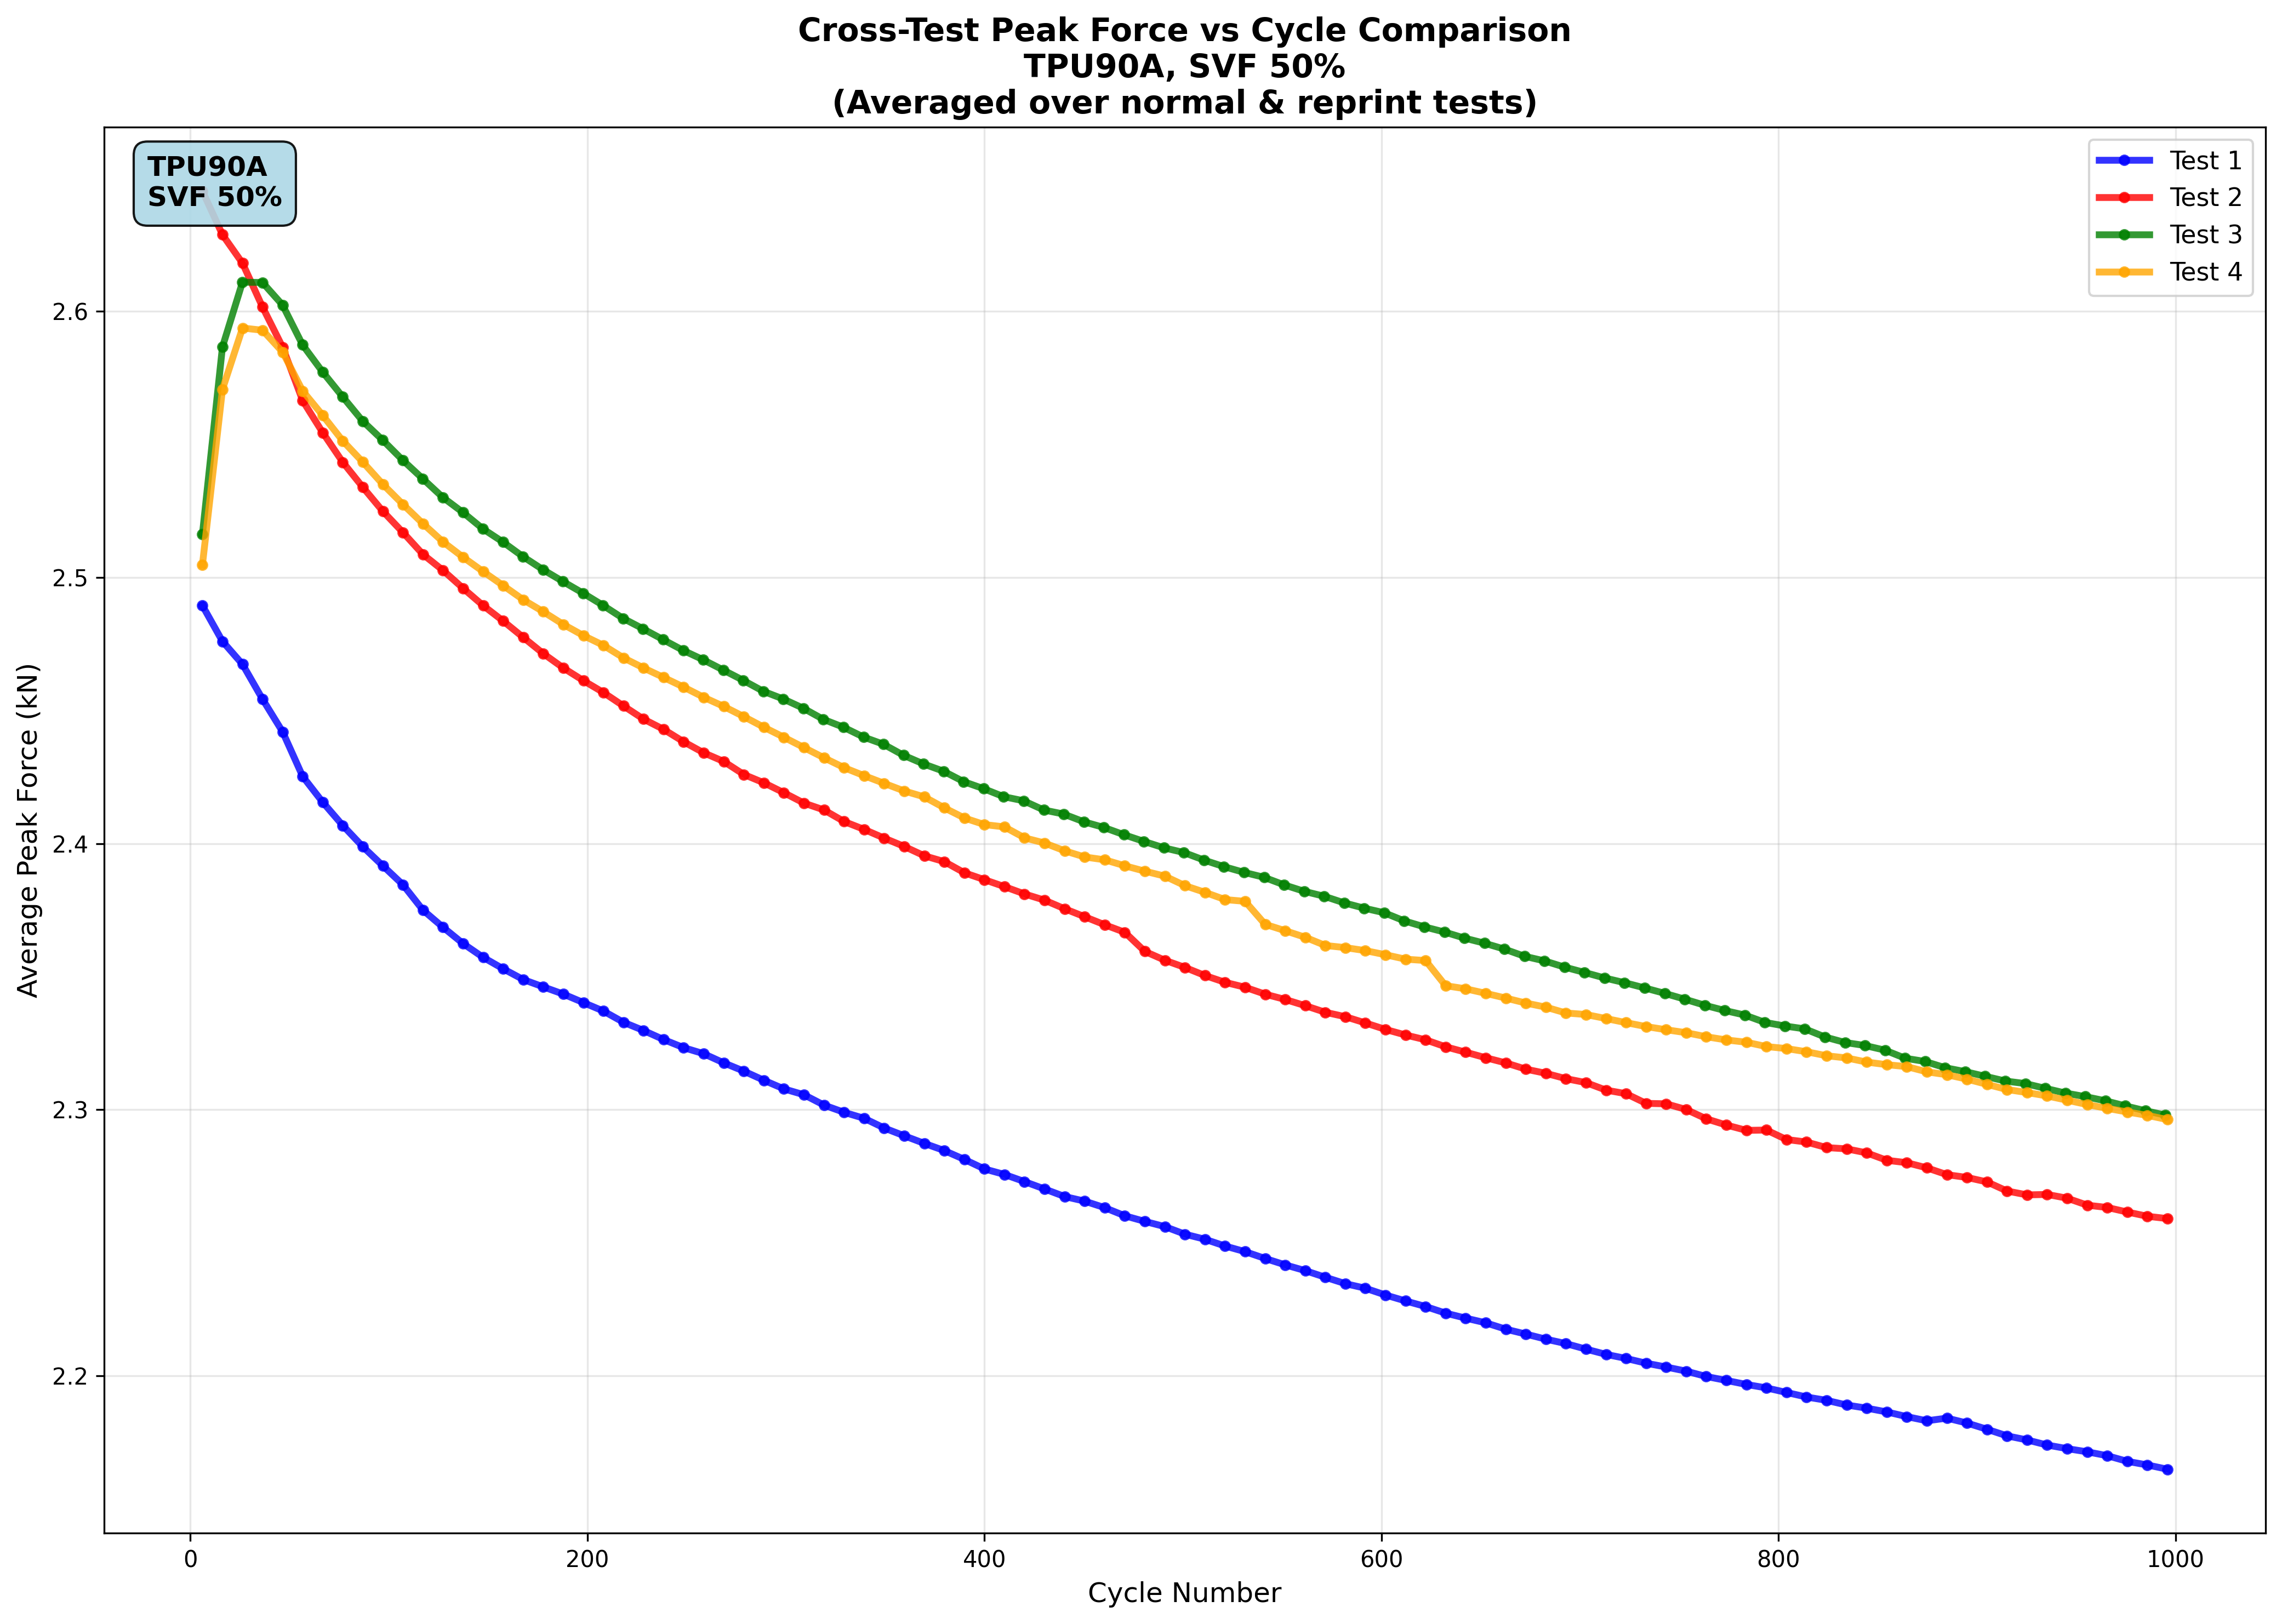 Cross-Test Peak Force vs Cycle Comparison
TPU90A, SVF 50%
(Averaged over normal & reprint tests)
TPU90A
SVF 50%
Test 1
Test 2
Test 3
Test 4
Average Peak Force (kN)
2.6
2.5
2.4
2.3
2.2
0
200
400
600
800
1000
Cycle Number